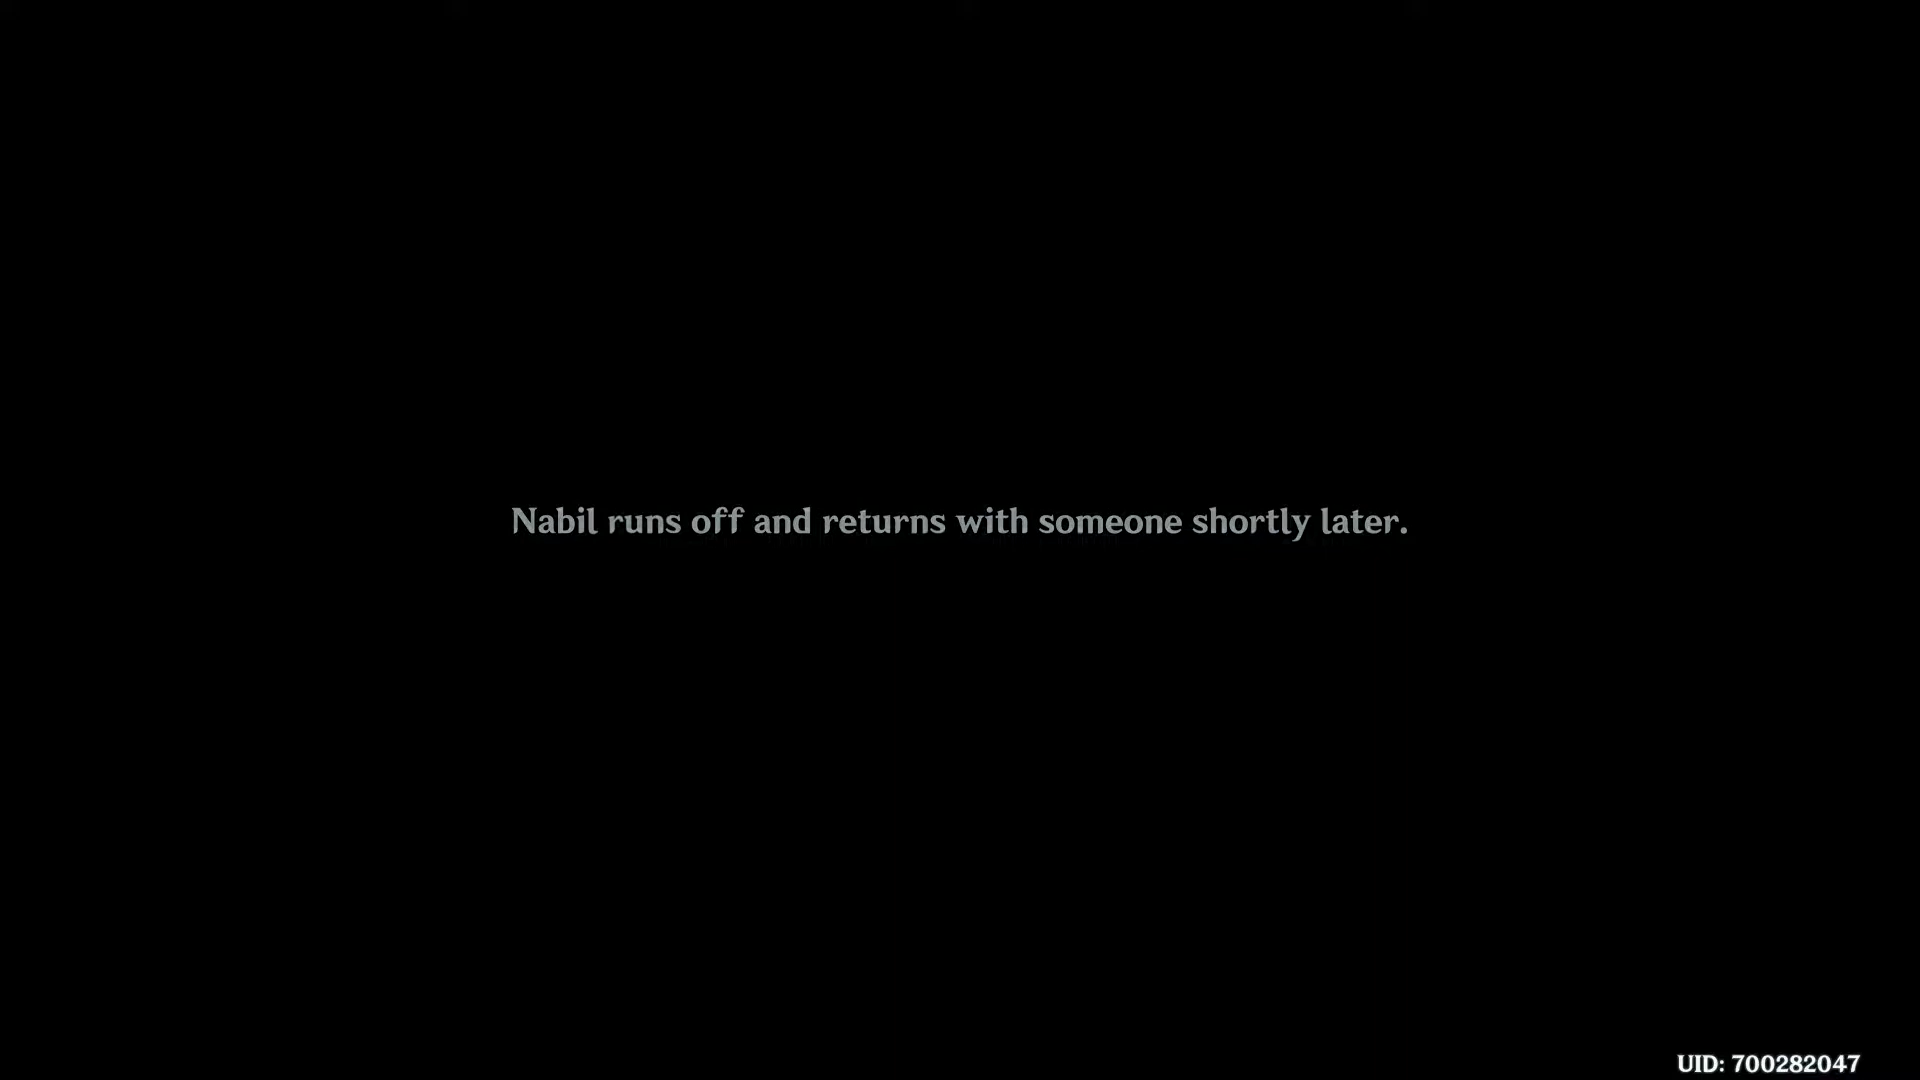 Nabil runs off and returns with someone shortly later.
UID: 700282047